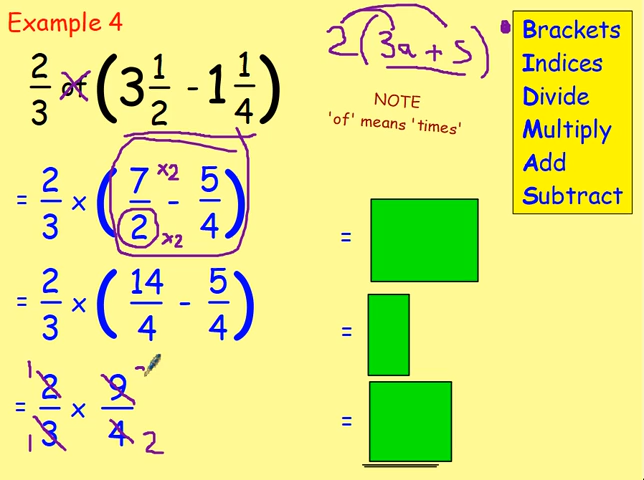 Example 4
2/3 of (3 1/2 - 1 1/4)
= 2/3 × (7/2 - 5/4)
×2
×2
= 2/3 × (14/4 - 5/4)
= 2/3 × 9/4
1
1
2
2(3a + 5)
NOTE
'of' means 'times'
=
=
=
Brackets
Indices
Divide
Multiply
Add
Subtract